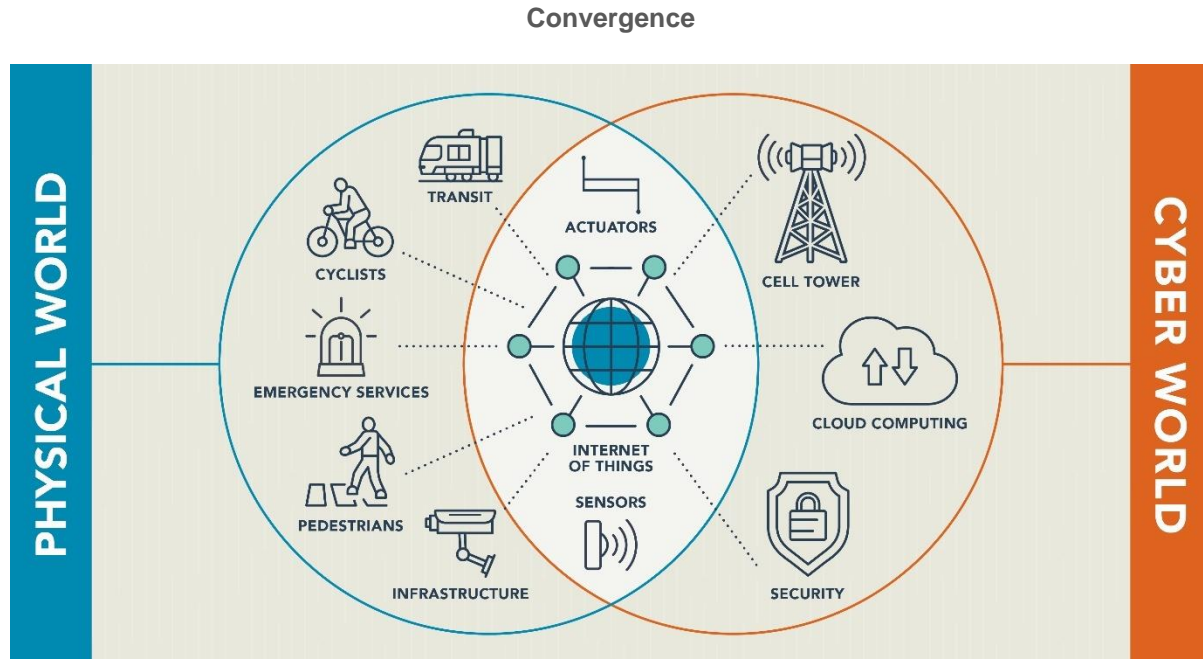 Convergence
PHYSICAL WORLD
TRANSIT
CYCLISTS
EMERGENCY SERVICES
PEDESTRIANS
INFRASTRUCTURE
ACTUATORS
INTERNET
OF THINGS
SENSORS
CELL TOWER
CLOUD COMPUTING
SECURITY
CYBER WORLD